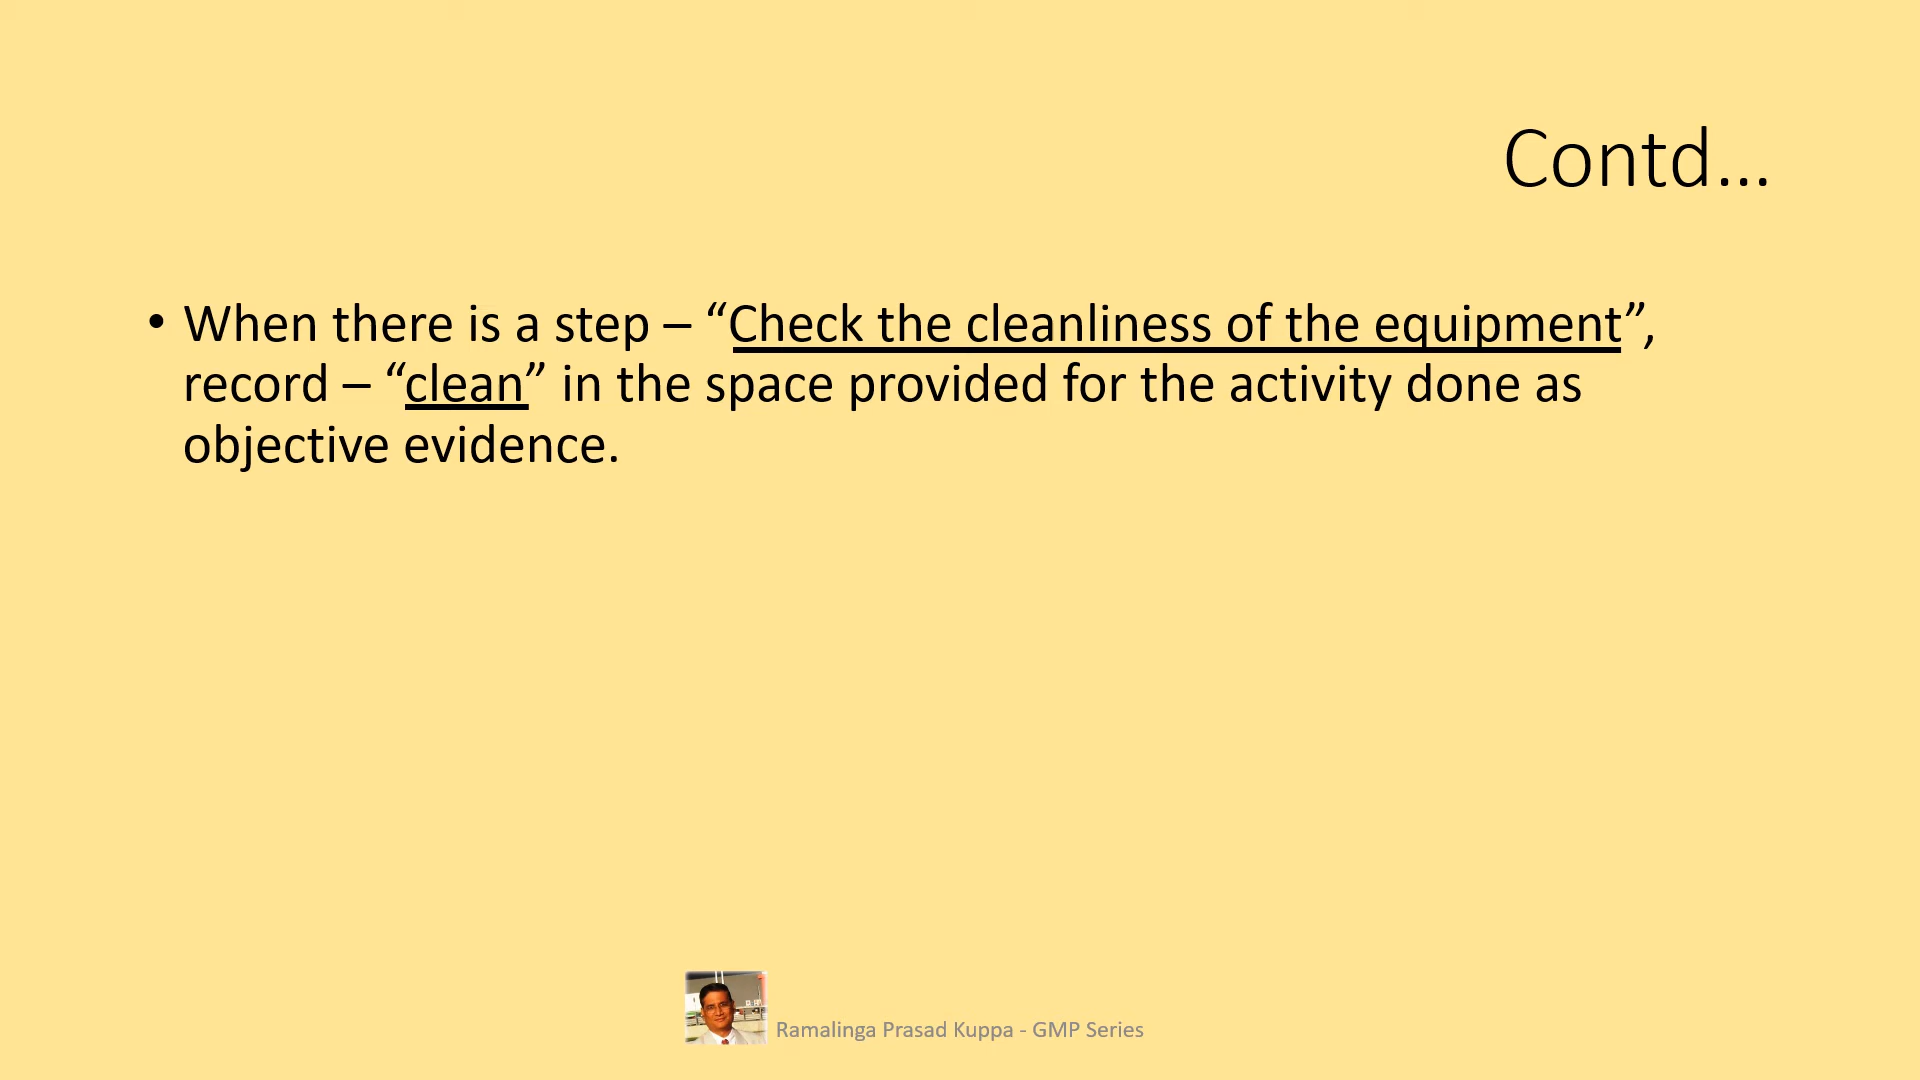 Contd...
• When there is a step – “Check the cleanliness of the equipment”,
record – “clean” in the space provided for the activity done as
objective evidence.
Ramalinga Prasad Kuppa - GMP Series